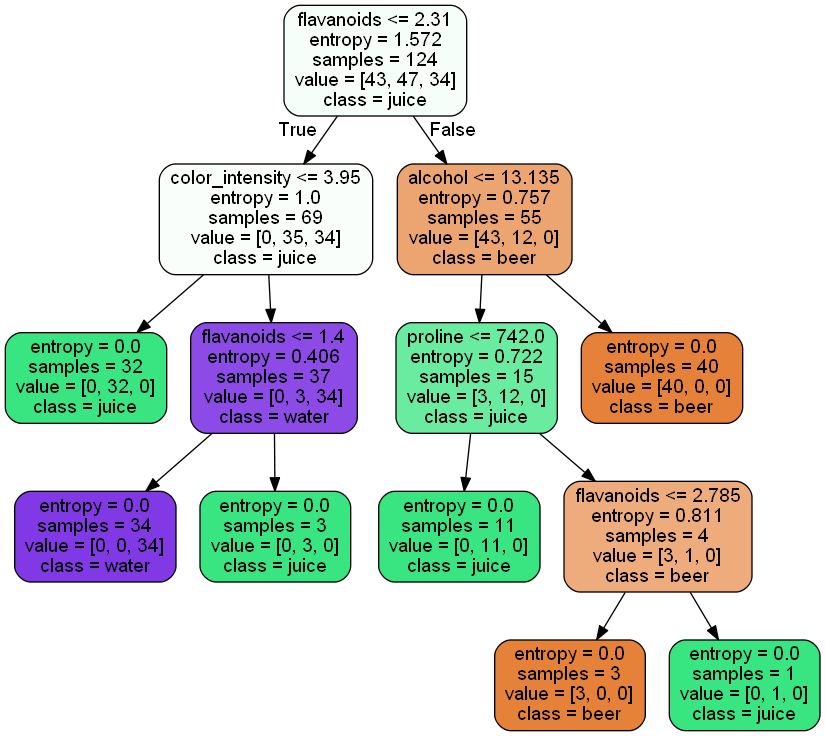 flavanoids <= 2.31
entropy = 1.572
samples = 124
value = [43, 47, 34]
class = juice
True
False
color_intensity <= 3.95
entropy = 1.0
samples = 69
value = [0, 35, 34]
class = juice
alcohol <= 13.135
entropy = 0.757
samples = 55
value = [43, 12, 0]
class = beer
entropy = 0.0
samples = 32
value = [0, 32, 0]
class = juice
flavanoids <= 1.4
entropy = 0.406
samples = 37
value = [0, 3, 34]
class = water
proline <= 742.0
entropy = 0.722
samples = 15
value = [3, 12, 0]
class = juice
entropy = 0.0
samples = 40
value = [40, 0, 0]
class = beer
entropy = 0.0
samples = 34
value = [0, 0, 34]
class = water
entropy = 0.0
samples = 3
value = [0, 3, 0]
class = juice
entropy = 0.0
samples = 11
value = [0, 11, 0]
class = juice
flavanoids <= 2.785
entropy = 0.811
samples = 4
value = [3, 1, 0]
class = beer
entropy = 0.0
samples = 3
value = [3, 0, 0]
class = beer
entropy = 0.0
samples = 1
value = [0, 1, 0]
class = juice